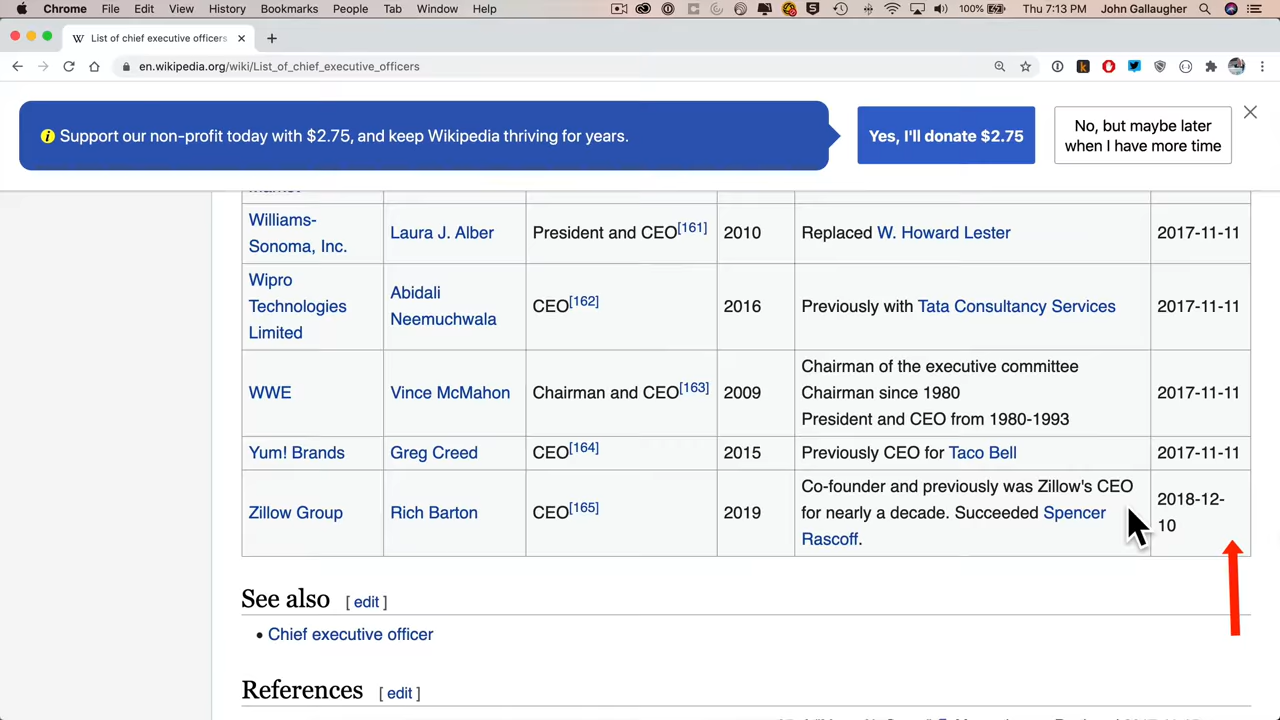 Chrome File Edit View History Bookmarks People Tab Window Help 100% Thu 7:13 PM John Gallaugher
List of chief executive officers
en.wikipedia.org/wiki/List_of_chief_executive_officers
Support our non-profit today with $2.75, and keep Wikipedia thriving for years.
Yes, I'll donate $2.75
No, but maybe later
when I have more time
Williams-
Sonoma, Inc.
Laura J. Alber
President and CEO[161]
2010
Replaced W. Howard Lester
2017-11-11
Wipro
Technologies
Limited
Abidali
Neemuchwala
CEO[162]
2016
Previously with Tata Consultancy Services
2017-11-11
WWE
Vince McMahon
Chairman and CEO[163]
2009
Chairman of the executive committee
Chairman since 1980
President and CEO from 1980-1993
2017-11-11
Yum! Brands
Greg Creed
CEO[164]
2015
Previously CEO for Taco Bell
2017-11-11
Zillow Group
Rich Barton
CEO[165]
2019
Co-founder and previously was Zillow's CEO
for nearly a decade. Succeeded Spencer
Rascoff.
2018-12-
10
See also [ edit ]
• Chief executive officer
References [ edit ]